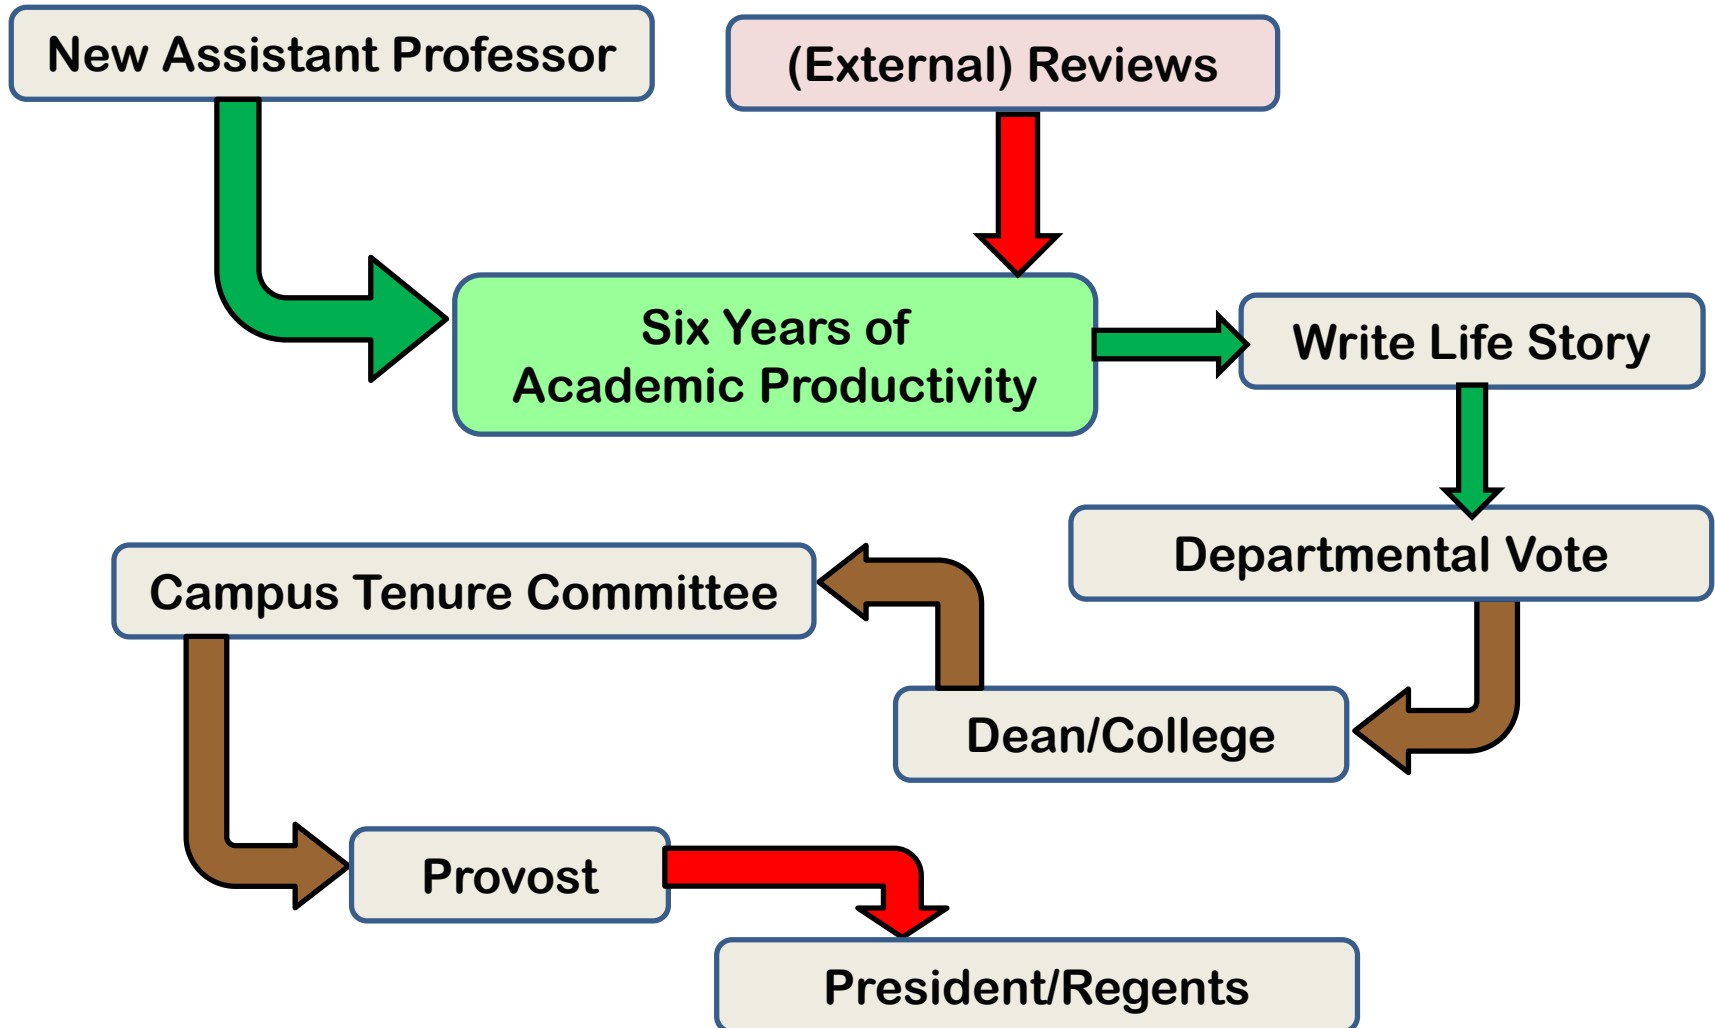 New Assistant Professor
(External) Reviews
Six Years of
Academic Productivity
Write Life Story
Departmental Vote
Campus Tenure Committee
Dean/College
Provost
President/Regents